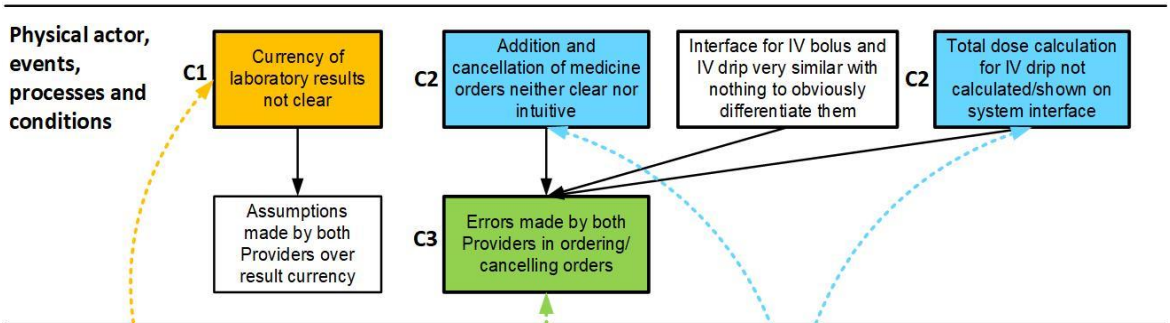 Physical actor,
events,
processes and
conditions
C1
Currency of
laboratory results
not clear
C2
Addition and
cancellation of medicine
orders neither clear nor
intuitive
Interface for IV bolus and
IV drip very similar with
nothing to obviously
differentiate them
C2
Total dose calculation
for IV drip not
calculated/shown on
system interface
Assumptions
made by both
Providers over
result currency
C3
Errors made by both
Providers in ordering/
cancelling orders